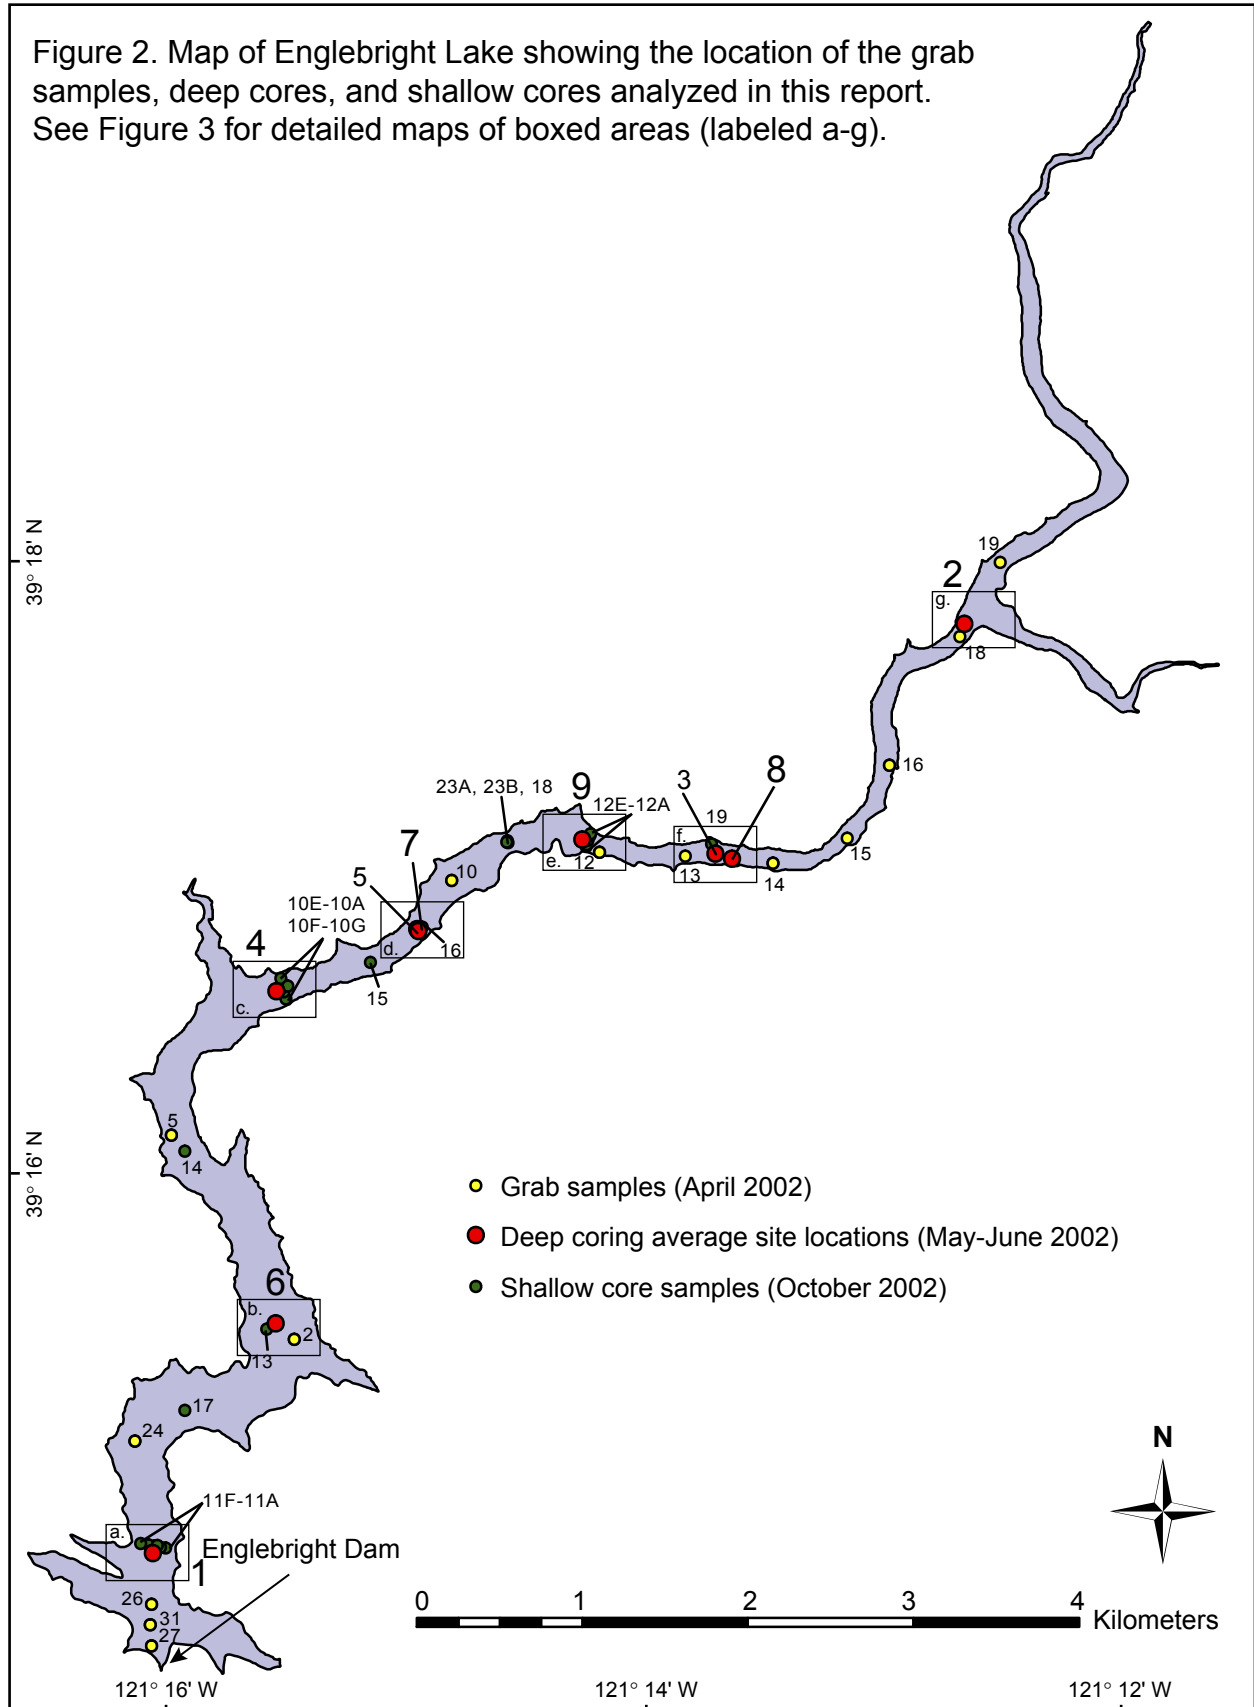 Figure 2. Map of Englebright Lake showing the location of the grab
samples, deep cores, and shallow cores analyzed in this report.
See Figure 3 for detailed maps of boxed areas (labeled a-g).
39° 18' N
19
2
g.
18
16
3
8
23A, 23B, 18
9
12E-12A
19
f.
e.
12
13
14
15
7
5
10
10E-10A
10F-10G
4
d.
16
c.
15
39° 16' N
5
14
Grab samples (April 2002)
Deep coring average site locations (May-June 2002)
Shallow core samples (October 2002)
6
b.
2
13
17
24
N
11F-11A
a.
Englebright Dam
1
26
31
27
0 1 2 3 4
Kilometers
121° 16' W 121° 14' W 121° 12' W